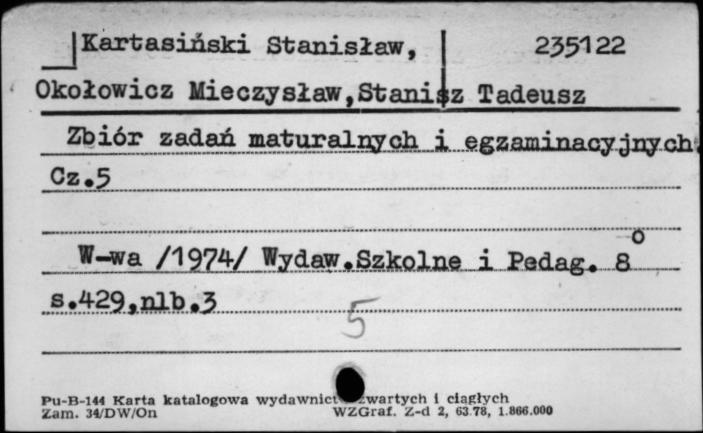 Kartasiński Stanisław, 235122
Okołowicz Mieczysław,Stanisz Tadeusz
Zbiór zadań maturalnych i egzaminacyjnych.
Cz.5
W-wa /1974/ Wydaw.Szkolne i Pedag. 8o
s.429,nlb.3
5
Pu-B-144 Karta katalogowa wydawnict zwartych i ciągłych
Zam. 34/DW/On WZGraf. Z-d 2, 63.78, 1.866.000